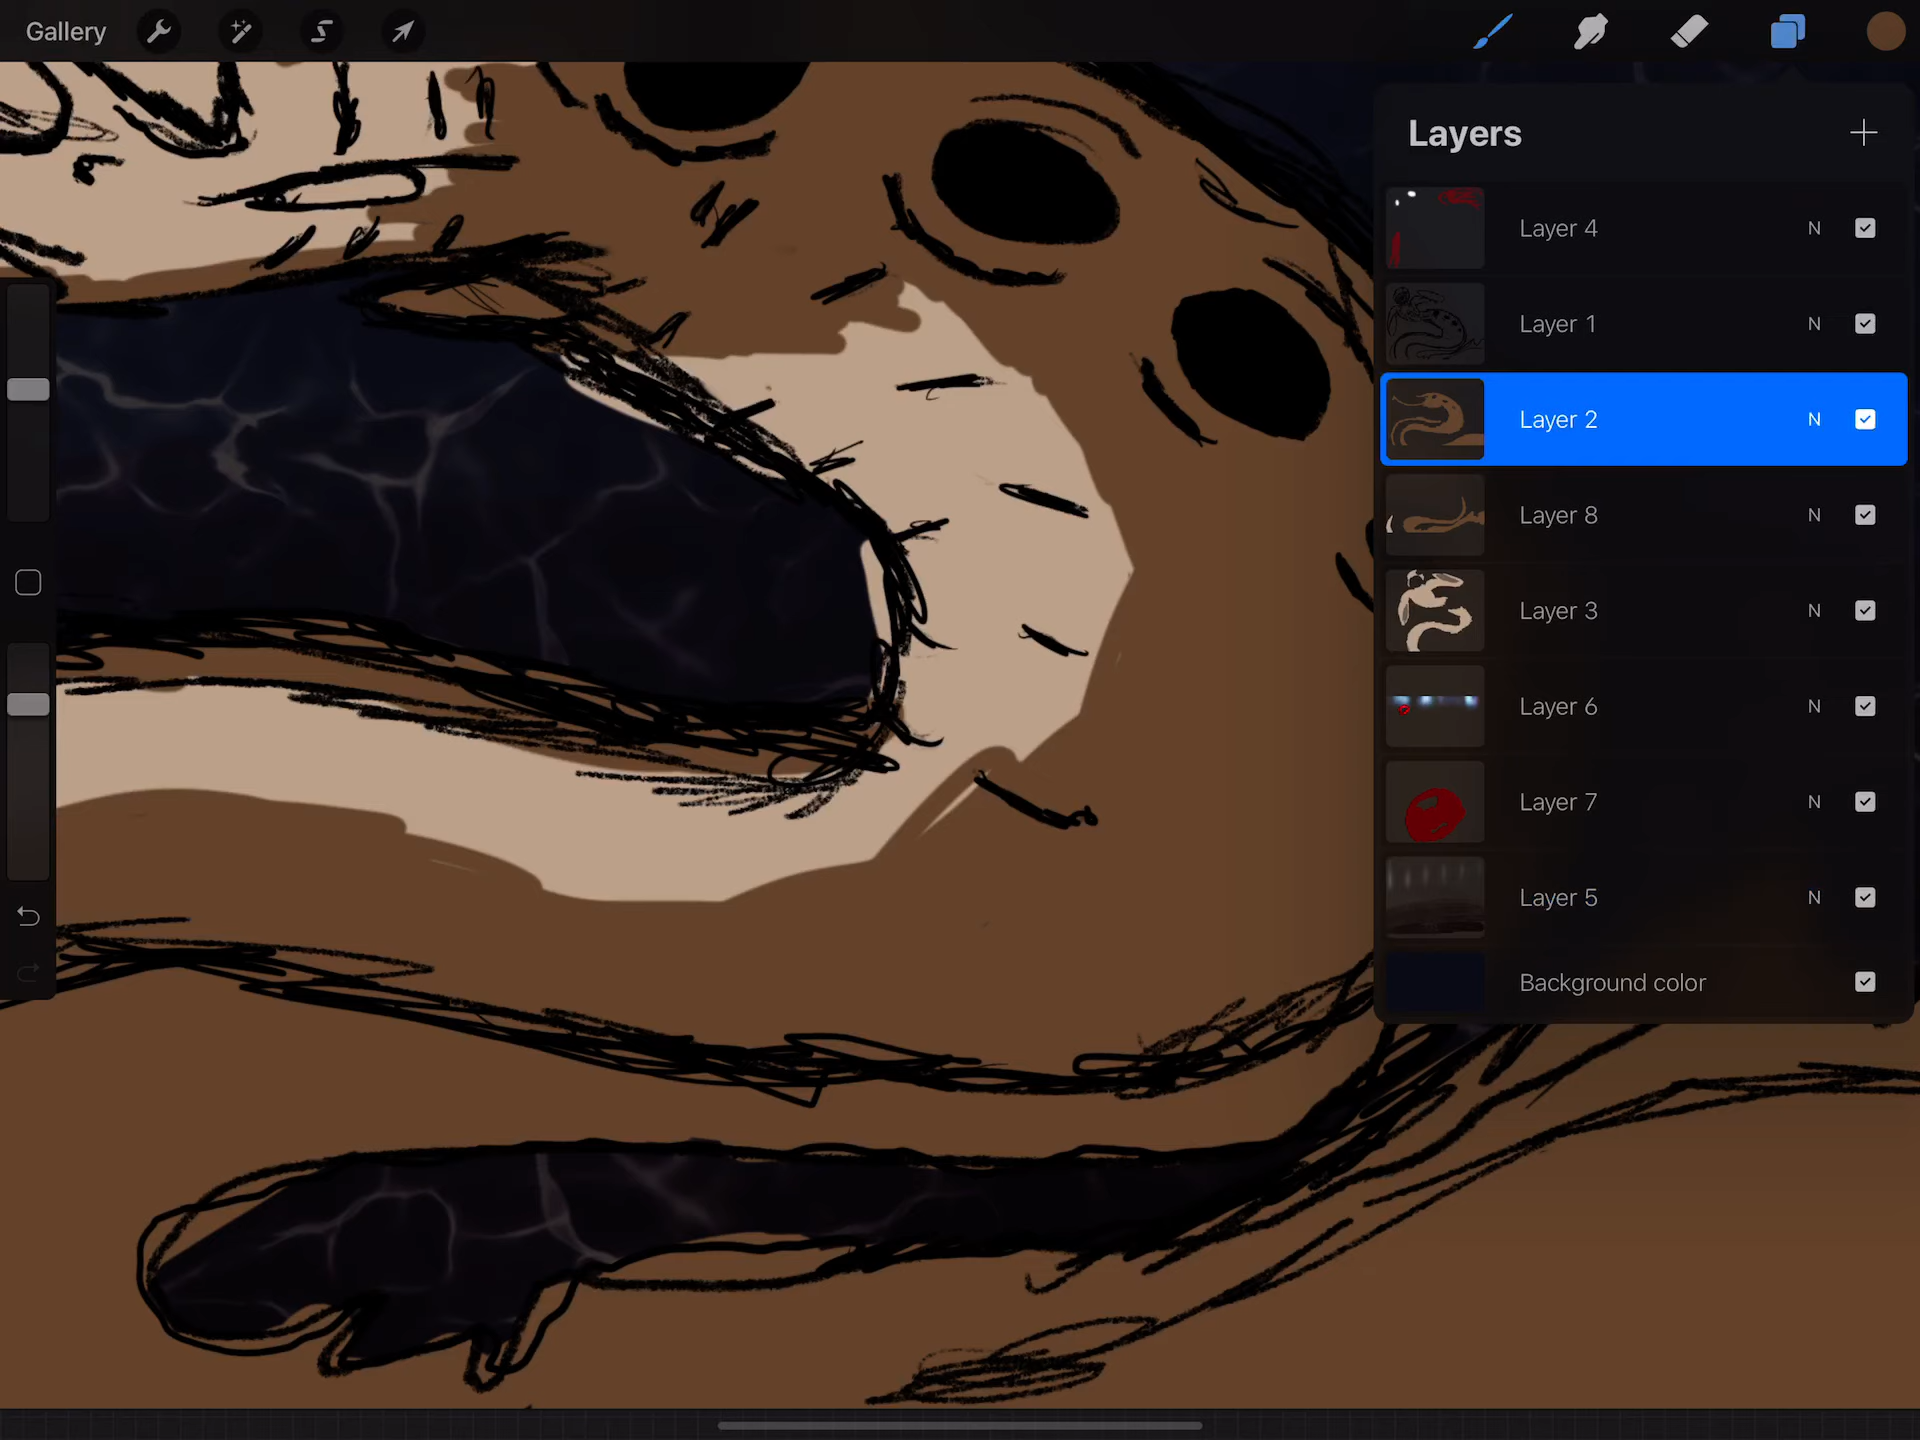 Gallery
Layers
Layer 4 N
Layer 1 N
Layer 2 N
Layer 8 N
Layer 3 N
Layer 6 N
Layer 7 N
Layer 5 N
Background color